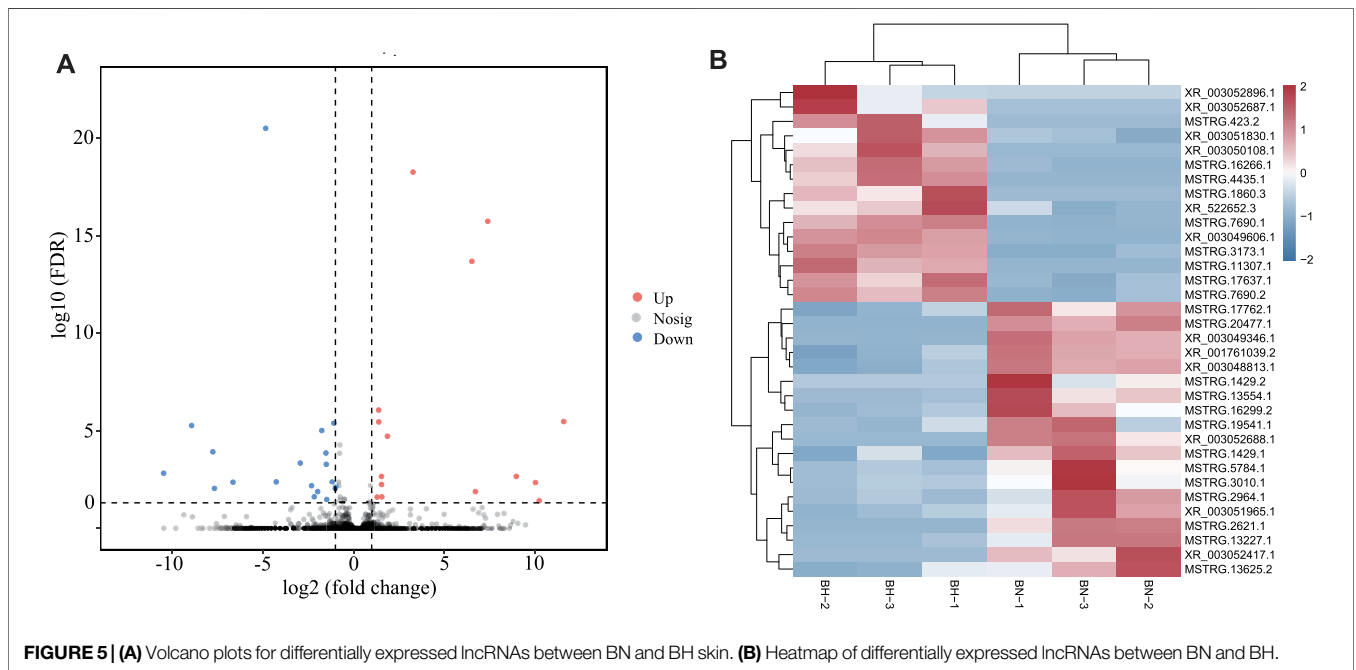 A
20
15
10
5
0
log10 (FDR)
-10
-5
0
5
10
log2 (fold change)
Up
Nosig
Down
B
XR_003052896.1
XR_003052687.1
MSTRG.423.2
XR_003051830.1
XR_003050108.1
MSTRG.16266.1
MSTRG.4435.1
MSTRG.1860.3
XR_522652.3
MSTRG.7690.1
XR_003049606.1
MSTRG.3173.1
MSTRG.11307.1
MSTRG.17637.1
MSTRG.7690.2
MSTRG.17762.1
MSTRG.20477.1
XR_003049346.1
XR_001761039.2
XR_003048813.1
MSTRG.1429.2
MSTRG.13554.1
MSTRG.16299.2
MSTRG.19541.1
XR_003052688.1
MSTRG.1429.1
MSTRG.5784.1
MSTRG.3010.1
MSTRG.2964.1
XR_003051965.1
MSTRG.2621.1
MSTRG.13227.1
XR_003052417.1
MSTRG.13625.2
2
1
0
−1
−2
BH−2
BH−3
BH−1
BN−1
BN−3
BN−2
FIGURE 5 | (A) Volcano plots for differentially expressed lncRNAs between BN and BH skin. (B) Heatmap of differentially expressed lncRNAs between BN and BH.